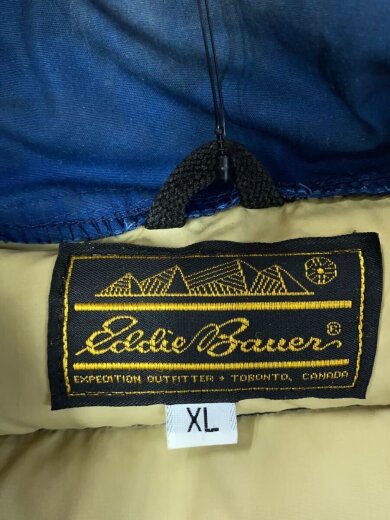 Eddie Bauer®
EXPEDITION OUTFITTER + TORONTO, CANADA
XL